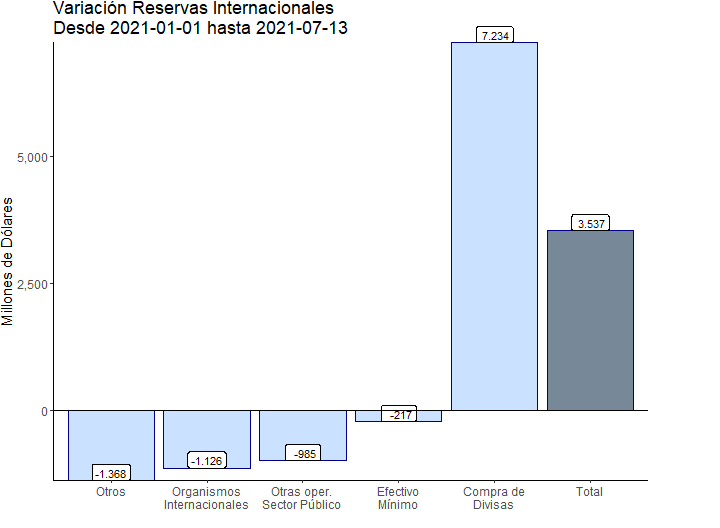 Variación Reservas Internacionales
Desde 2021-01-01 hasta 2021-07-13
7.234
5,000
3.537
Millones de Dólares
2,500
0
-217
-985
-1.126
-1.368
Otros
Organismos
Internacionales
Otras oper.
Sector Público
Efectivo
Mínimo
Compra de
Divisas
Total